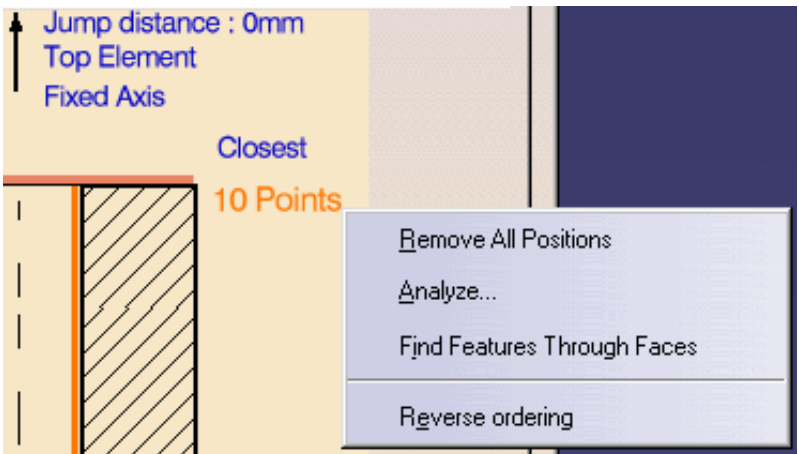 Jump distance : 0mm
Top Element
Fixed Axis
Closest
10 Points
Remove All Positions
Analyze...
Find Features Through Faces
Reverse ordering